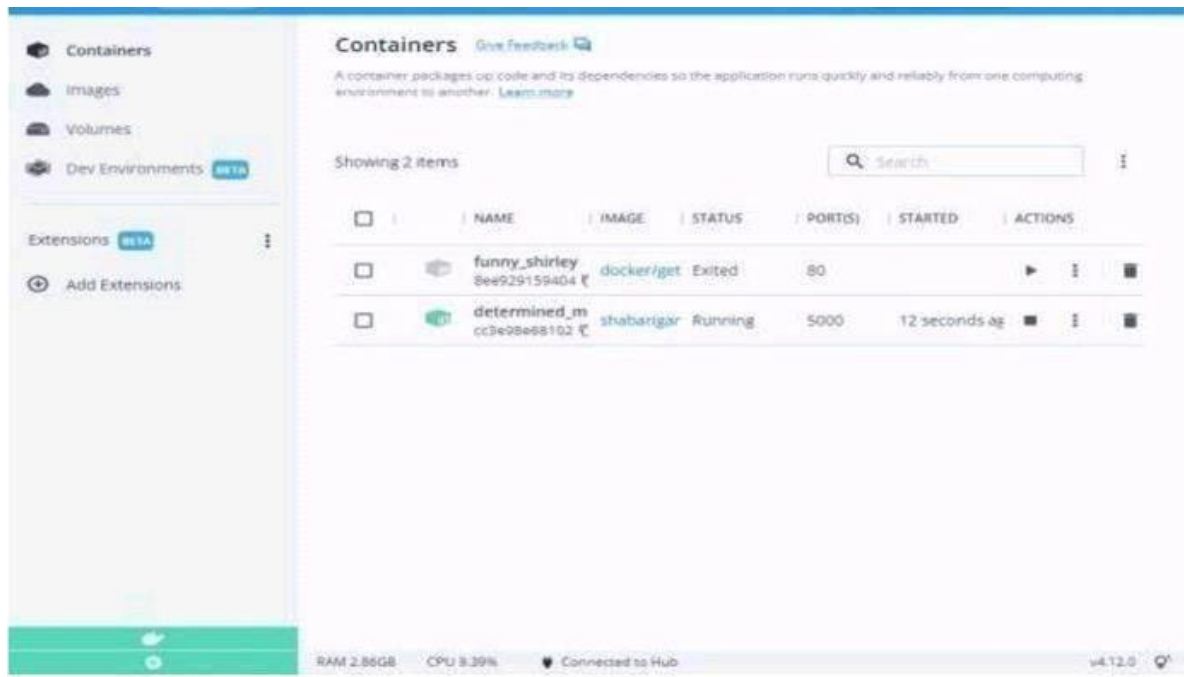 Containers
Images
Volumes
Dev Environments BETA
Extensions BETA
Add Extensions
Containers Give Feedback
A container packages up code and its dependencies so the application runs quickly and reliably from one computing
environment to another. Learn more
Showing 2 items
Search
NAME IMAGE STATUS PORT(S) STARTED ACTIONS
funny_shirley docker/get Exited 80
8ee929159404
determined_m shabarigar Running 5000 12 seconds ag
cc3e98e68102
RAM 2.86GB CPU 9.39% Connected to Hub v4.12.0